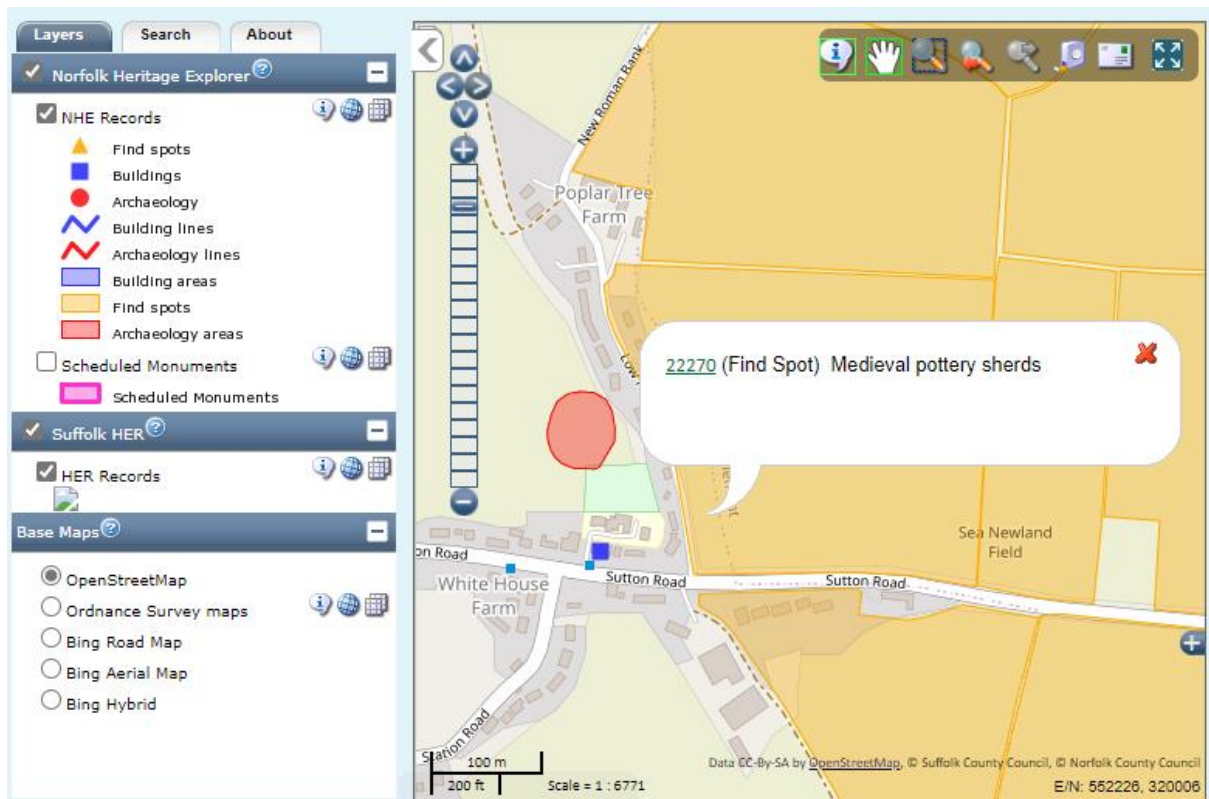 Layers Search About
Norfolk Heritage Explorer
NHE Records
Find spots
Buildings
Archaeology
Building lines
Archaeology lines
Building areas
Find spots
Archaeology areas
Scheduled Monuments
Scheduled Monuments
Suffolk HER
HER Records
Base Maps
OpenStreetMap
Ordnance Survey maps
Bing Road Map
Bing Aerial Map
Bing Hybrid
New Roman Bank
Poplar Tree
Farm
22270 (Find Spot) Medieval pottery sherds
Sea Newland
Field
Road
Sutton Road
Sutton Road
White House
Farm
Station Road
100 m
200 ft
Scale = 1 : 6771
Data CC-By-SA by OpenStreetMap, © Suffolk County Council, © Norfolk County Council
E/N: 552226, 320006